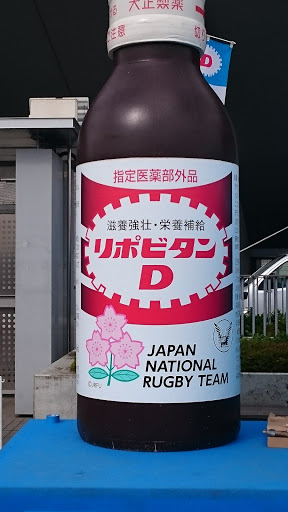 大正製薬
指定医薬部外品
滋養強壮・栄養補給
リポビタン
D
JAPAN
NATIONAL
RUGBY TEAM
D